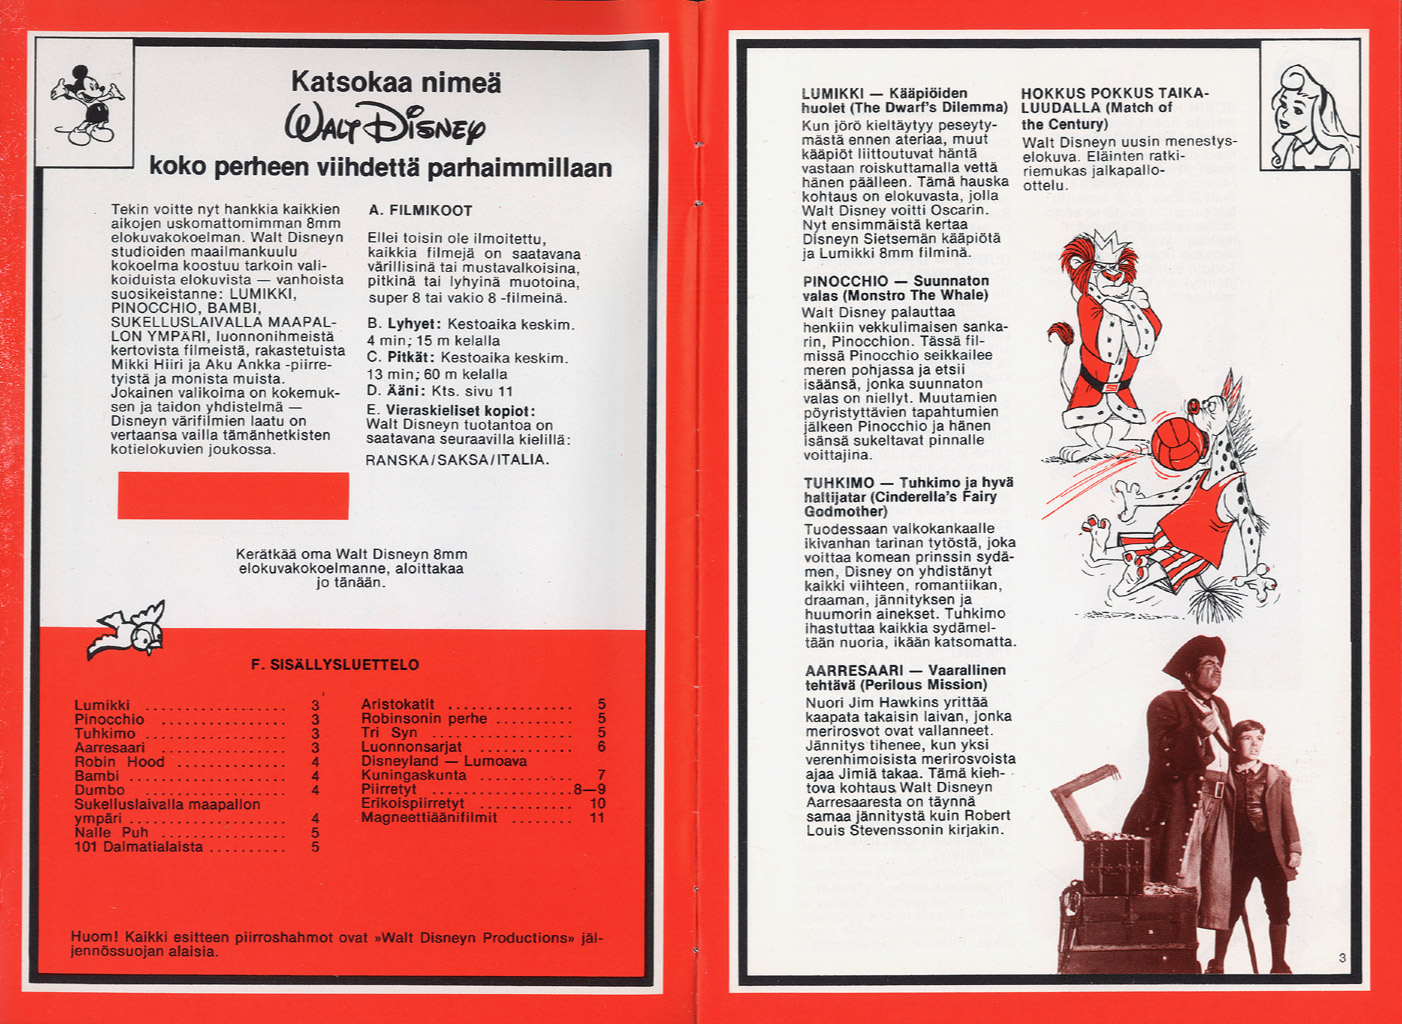 Katsokaa nimeä
WALT DISNEY
koko perheen viihdettä parhaimmillaan
Tekin voitte nyt hankkia kaikkien
aikojen uskomattomimman 8mm
elokuvakokoelman. Walt Disneyn
studioiden maailmankuulu
kokoelma koostuu tarkoin vali-
koiduista elokuvista — vanhoista
suosikeistanne: LUMIKKI,
PINOCCHIO, BAMBI,
SUKELLUSLAIVALLA MAAPAL-
LON YMPARI, luonnonihmeistä
kertovista filmeistä, rakastetuista
Mikki Hiiri ja Aku Ankka -piirre-
tyistä ja monista muista.
Jokainen valikoima on kokemuk-
sen ja taidon yhdistelmä —
Disneyn värifilmien laatu on
vertaansa vailla tämänhetkisten
kotielokuvien joukossa.
A. FILMIKOOT
Ellei toisin ole ilmoitettu,
kaikkia filmejä on saatavana
värillisinä tai mustavalkoisina,
pitkinä tai lyhyinä muotoina,
super 8 tai vakio 8 -filmeinä.
B. Lyhyet: Kestoaika keskim.
4 min; 15 m kelalla
C. Pitkät: Kestoaika keskim.
13 min; 60 m kelalla
D. Ääni: Kts. sivu 11
E. Vieraskieliset kopiot:
Walt Disneyn tuotantoa on
saatavana seuraavilla kielillä:
RANSKA/SAKSA/ITALIA.
Kerätkää oma Walt Disneyn 8mm
elokuvakokoelmanne, aloittakaa
jo tänään.
F. SISÄLLYSLUETTELO
Lumikki .................... 3
Pinocchio ................ 3
Tuhkimo .................. 3
Aarresaari ................ 3
Robin Hood .............. 4
Bambi .................... 4
Dumbo .................... 4
Sukelluslaivalla maapallon
ympäri .................... 4
Nalle Puh ................ 5
101 Dalmatialaista .......... 5
Aristokatit ................ 5
Robinsonin perhe .......... 5
Tri Syn .................. 5
Luonnonsarjat ............ 6
Disneyland — Lumoava
Kuningaskunta ............ 7
Piirretyt .................... 8—9
Erikoispiirretyt ............ 10
Magneettiäänifilmit ........ 11
Huom! Kaikki esitteen piirroshahmot ovat »Walt Disneyn Productions» jäl-
jennössuojan alaisia.
LUMIKKI — Kääpiöiden
huolet (The Dwarf's Dilemma)
Kun jörö kieltäytyy peseyty-
mästä ennen ateriaa, muut
kääpiöt liittoutuvat häntä
vastaan roiskuttamalla vettä
hänen päälleen. Tämä hauska
kohtaus on elokuvasta, jolla
Walt Disney voitti Oscarin.
Nyt ensimmäistä kertaa
Disneyn Sietsemän kääpiötä
ja Lumikki 8mm filminä.
PINOCCHIO — Suunnaton
valas (Monstro The Whale)
Walt Disney palauttaa
henkiin vekkulimaisen sanka-
rin, Pinocchion. Tässä fil-
missä Pinocchio seikkailee
meren pohjassa ja etsii
isäänsä, jonka suunnaton
valas on niellyt. Muutamien
pöyristyttävien tapahtumien
jälkeen Pinocchio ja hänen
isänsä sukeltavat pinnalle
voittajina.
TUHKIMO — Tuhkimo ja hyvä
haltijatar (Cinderella's Fairy
Godmother)
Tuodessaan valkokankaalle
ikivanhan tarinan tytöstä, joka
voittaa komean prinssin sydä-
men, Disney on yhdistänyt
kaikki viihteen, romantiikan,
draaman, jännityksen ja
huumorin ainekset. Tuhkimo
ihastuttaa kaikkia sydämel-
tään nuoria, ikään katsomatta.
AARRESAARI — Vaarallinen
tehtävä (Perilous Mission)
Nuori Jim Hawkins yrittää
kaapata takaisin laivan, jonka
merirosvot ovat vallanneet.
Jännitys tihenee, kun yksi
verenhimoisista merirosvoista
ajaa Jimiä takaa. Tämä kieh-
tova kohtaus Walt Disneyn
Aarresaaresta on täynnä
samaa jännitystä kuin Robert
Louis Stevenssonin kirjakin.
HOKKUS POKKUS TAIKA-
LUUDALLA (Match of
the Century)
Walt Disneyn uusin menestys-
elokuva. Eläinten ratki-
riemukas jalkapallo-
ottelu.
3